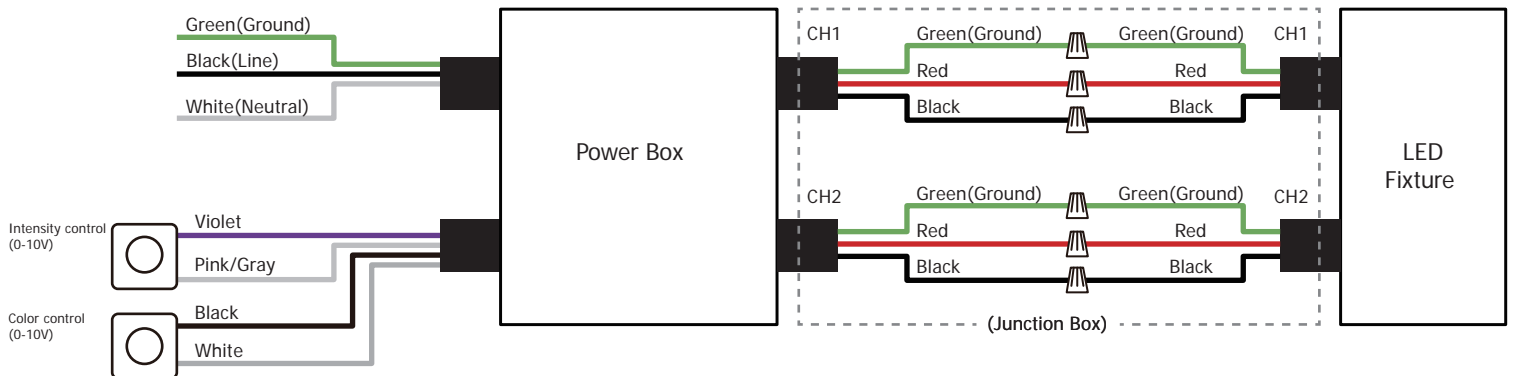 Green(Ground)
Black(Line)
White(Neutral)
Intensity control
(0-10V)
Violet
Pink/Gray
Color control
(0-10V)
Black
White
Power Box
CH1
Green(Ground)
Green(Ground)
CH1
Red
Red
Black
Black
CH2
Green(Ground)
Green(Ground)
CH2
Red
Red
Black
Black
(Junction Box)
LED
Fixture